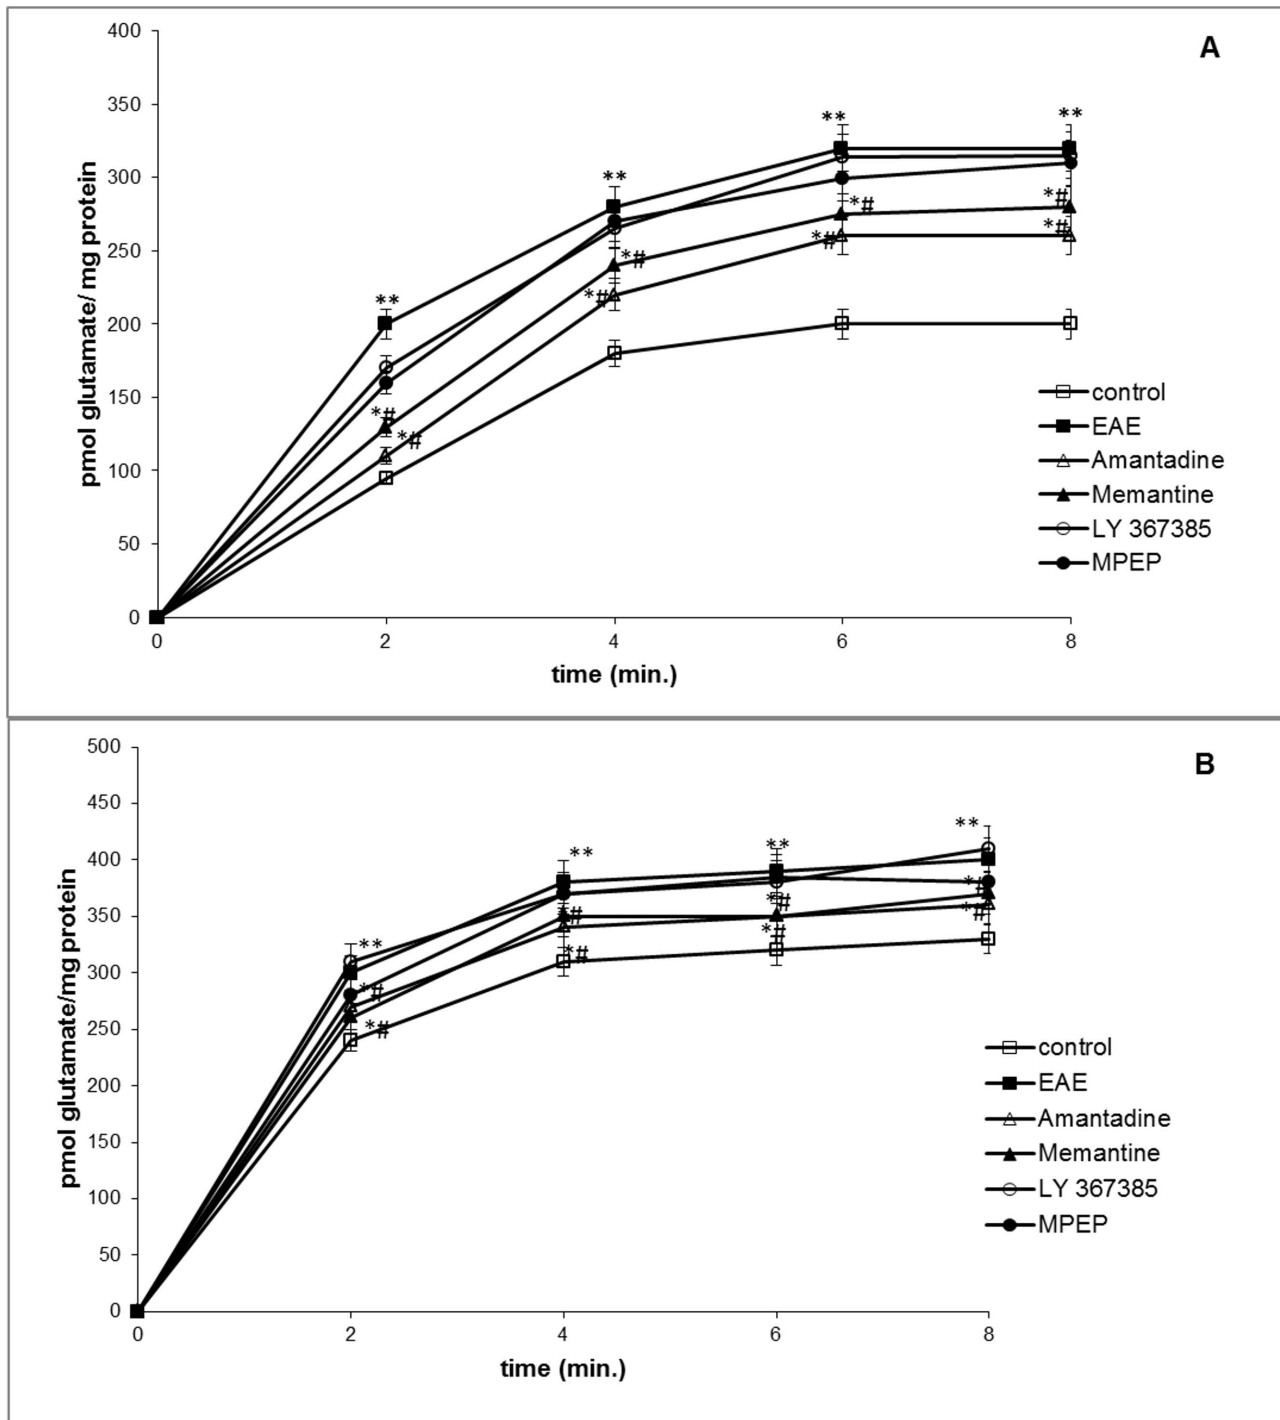 A
400
350
300
250
200
150
100
50
0
pmol glutamate/ mg protein
**
**
**
**
*#
*#
*#
*#
*#
*#
*#
*#
control
EAE
Amantadine
Memantine
LY 367385
MPEP
0 2 4 6 8
time (min.)
B
500
450
400
350
300
250
200
150
100
50
0
pmol glutamate/mg protein
**
**
**
**
*#
*#
*#
*#
*#
*#
*#
*#
control
EAE
Amantadine
Memantine
LY 367385
MPEP
0 2 4 6 8
time (min.)